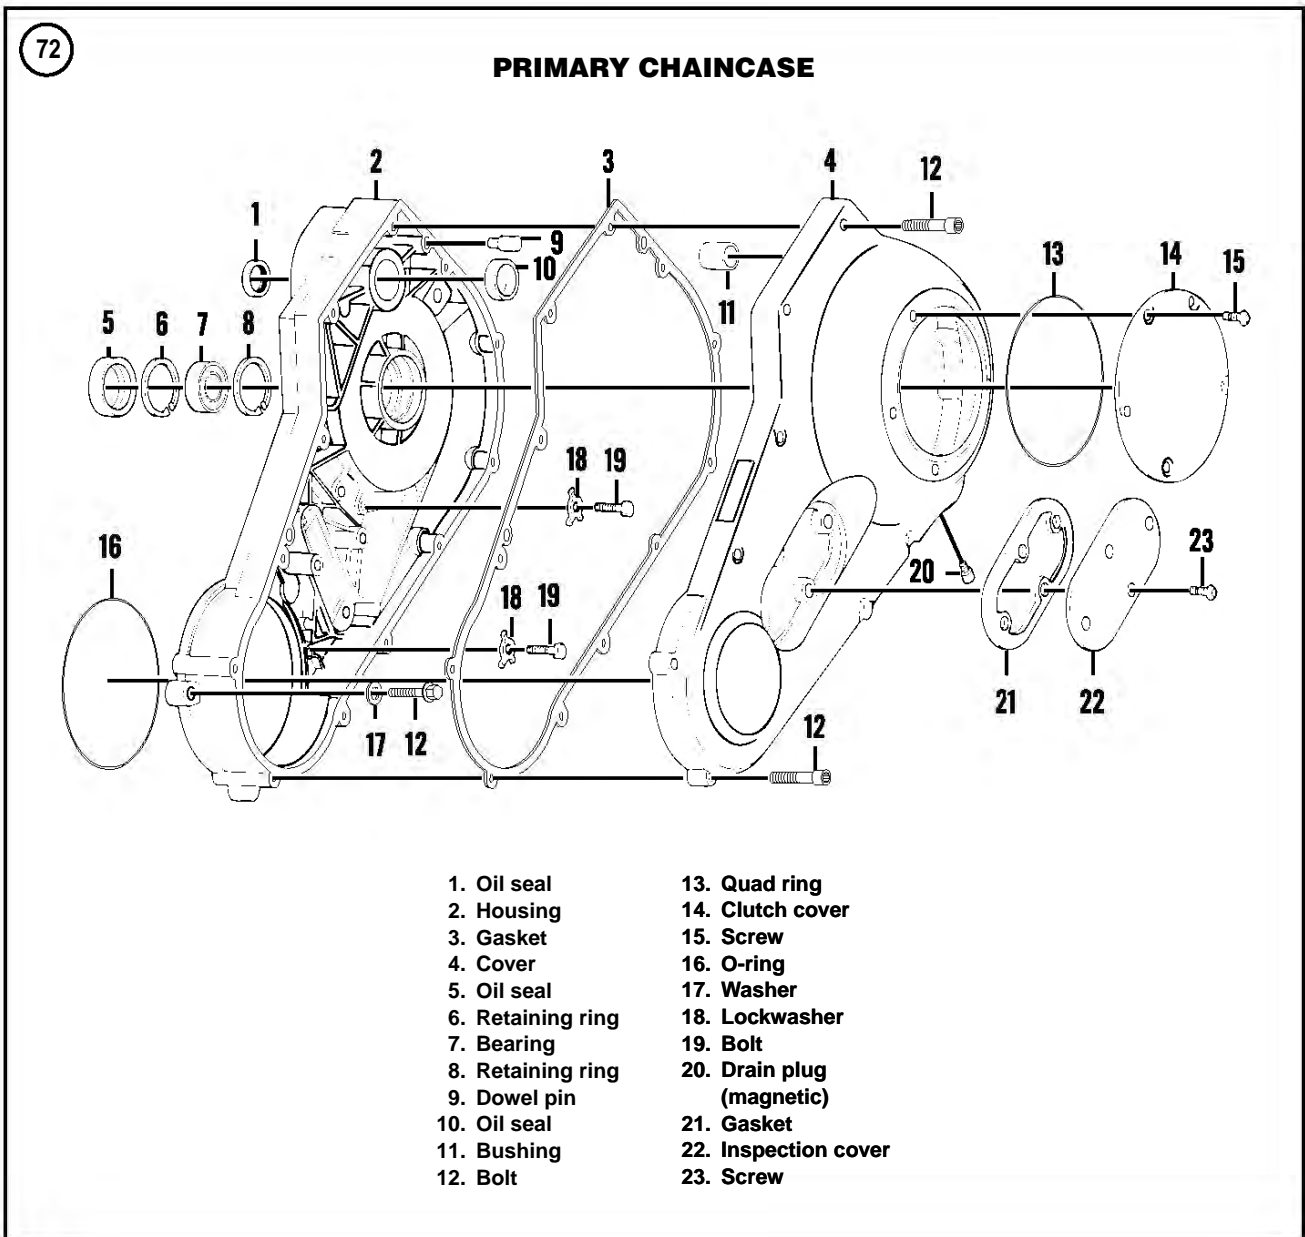 72
PRIMARY CHAINCASE
2
3
4
12
1
9
10
11
13
14
15
5
6
7
8
18
19
16
20
23
18
19
21
22
17
12
12
1. Oil seal
2. Housing
3. Gasket
4. Cover
5. Oil seal
6. Retaining ring
7. Bearing
8. Retaining ring
9. Dowel pin
10. Oil seal
11. Bushing
12. Bolt
13. Quad ring
14. Clutch cover
15. Screw
16. O-ring
17. Washer
18. Lockwasher
19. Bolt
20. Drain plug
(magnetic)
21. Gasket
22. Inspection cover
23. Screw